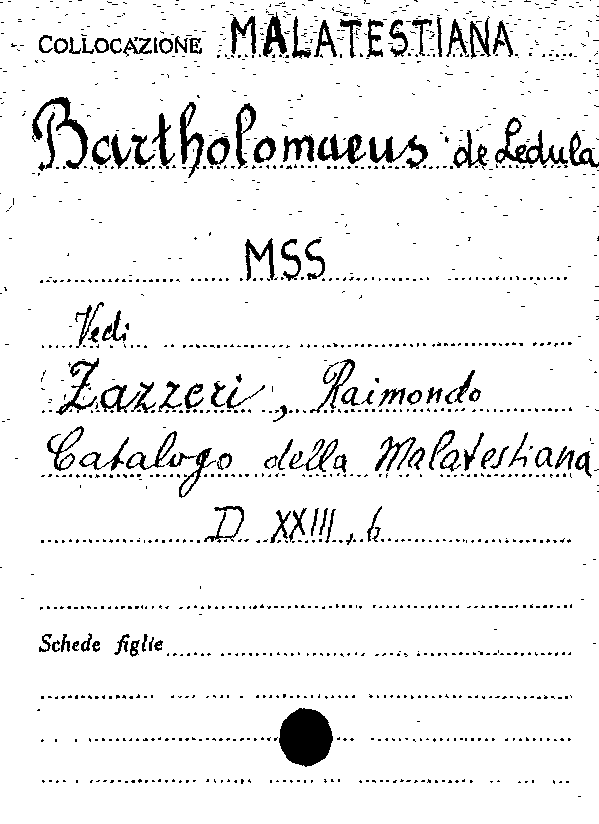 COLLOCAZIONE MALATESTIANA
Bartholomaeus de Ledula
MSS
Vedi
Zazzeri, Raimondo
Catalogo della Malatestiana
D XXIII, 6
Schede figlie